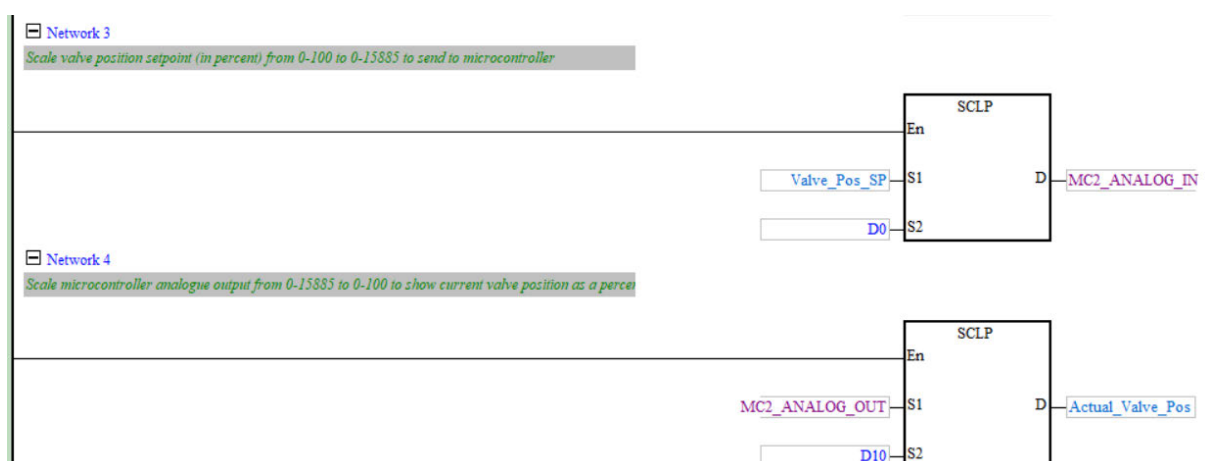 Network 3
Scale valve position setpoint (in percent) from 0-100 to 0-15885 to send to microcontroller
SCLP
En
Valve_Pos_SP S1 D MC2_ANALOG_IN
D0 S2
Network 4
Scale microcontroller analogue output from 0-15885 to 0-100 to show current valve position as a percen
SCLP
En
MC2_ANALOG_OUT S1 D Actual_Valve_Pos
D10 S2